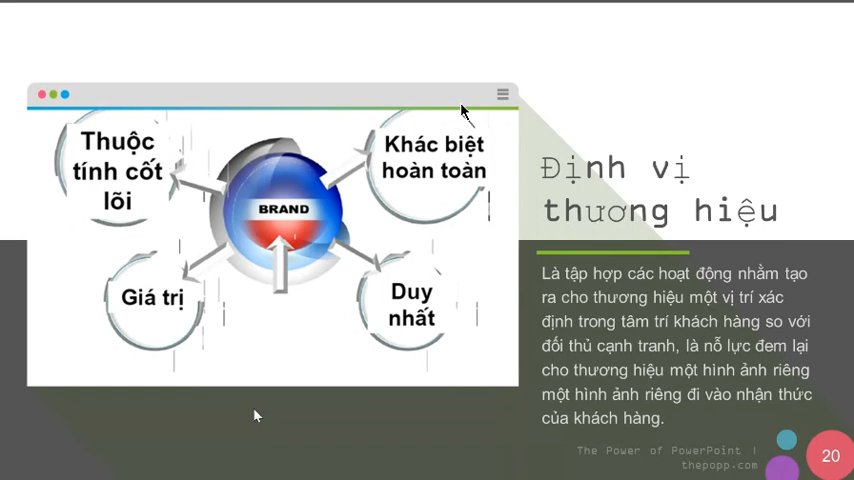 Thuộc
tính cốt
lõi
Khác biệt
hoàn toàn
BRAND
Giá trị
Duy
nhất
Định vị
thương hiệu
Là tập hợp các hoạt động nhằm tạo
ra cho thương hiệu một vị trí xác
định trong tâm trí khách hàng so với
đối thủ cạnh tranh, là nỗ lực đem lại
cho thương hiệu một hình ảnh riêng
một hình ảnh riêng đi vào nhận thức
của khách hàng.
The Power of PowerPoint |
thepopp.com
20